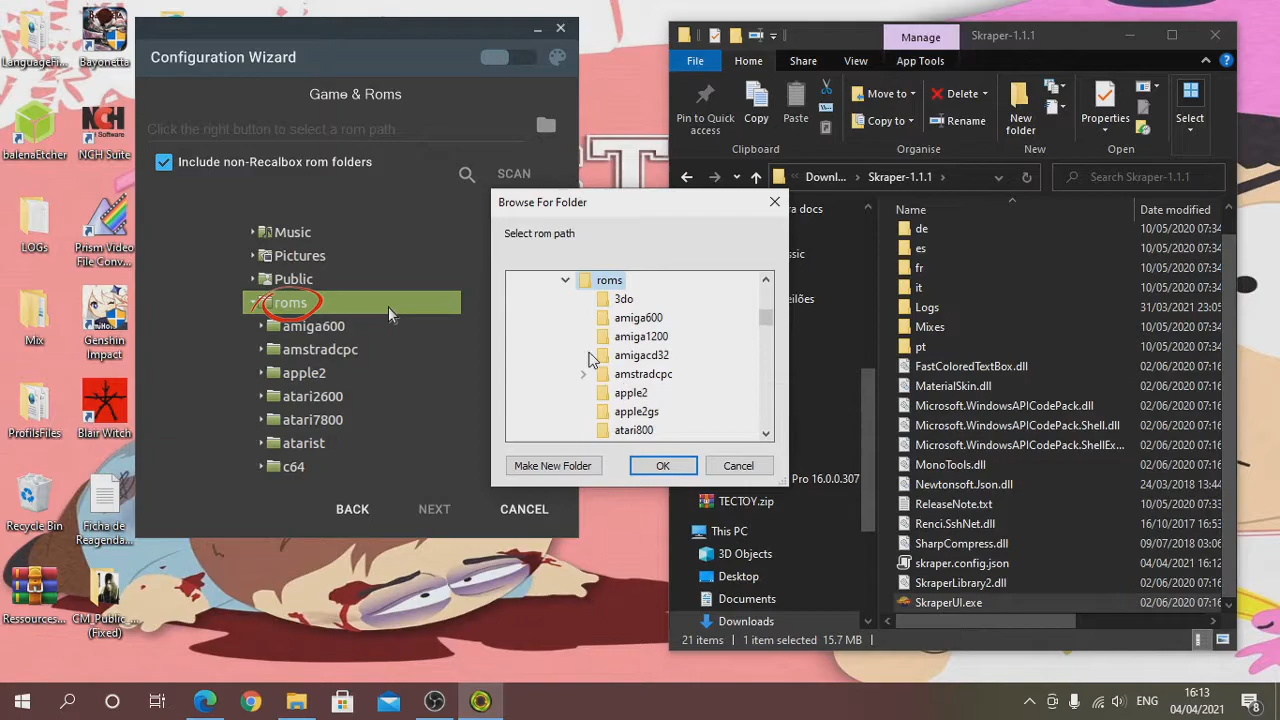 LanguageFi...
Bayonetta
balenaEtcher
NCH Suite
LOGs
Prism Video
File Conv...
Mix
Genshin
Impact
ProfilsFiles
Blair Witch
Recycle Bin
Ficha de
Reagenda...
Ressources...
CM_Public_...
(Fixed)
Configuration Wizard
Game & Roms
Click the right button to select a rom path...
Include non-Recalbox rom folders
SCAN
Music
Pictures
Public
roms
amiga600
amstradcpc
apple2
atari2600
atari7800
atarist
c64
BACK
NEXT
CANCEL
Browse For Folder
Select rom path
roms
3do
amiga600
amiga1200
amigacd32
amstradcpc
apple2
apple2gs
atari800
Make New Folder
OK
Cancel
Manage
Skraper-1.1.1
File
Home
Share
View
App Tools
Pin to Quick
access
Copy
Paste
Clipboard
Move to
Copy to
Delete
Rename
Organise
New
folder
New
Properties
Open
Select
Downl...
Skraper-1.1.1
Search Skraper-1.1.1
ra docs
ssic
eilões
Pro 16.0.0.307
TECTOY.zip
This PC
3D Objects
Desktop
Documents
Downloads
Name
Date modified
de
10/05/2020 07:34
es
10/05/2020 07:34
fr
10/05/2020 07:34
it
10/05/2020 07:34
Logs
31/03/2021 23:05
Mixes
10/05/2020 07:34
pt
10/05/2020 07:34
FastColoredTextBox.dll
02/06/2020 07:16
MaterialSkin.dll
02/06/2020 07:16
Microsoft.WindowsAPICodePack.dll
02/06/2020 07:16
Microsoft.WindowsAPICodePack.Shell.dll
02/06/2020 07:16
Microsoft.WindowsAPICodePack.ShellEx...
02/06/2020 07:16
MonoTools.dll
02/06/2020 07:16
Newtonsoft.Json.dll
24/03/2018 13:44
ReleaseNote.txt
10/05/2020 07:34
Renci.SshNet.dll
16/10/2017 16:53
SharpCompress.dll
09/07/2018 03:06
skraper.config.json
04/04/2021 16:12
SkraperLibrary2.dll
02/06/2020 07:16
SkraperUI.exe
02/06/2020 07:16
21 items
1 item selected 15.7 MB
ENG
16:13
04/04/2021
8